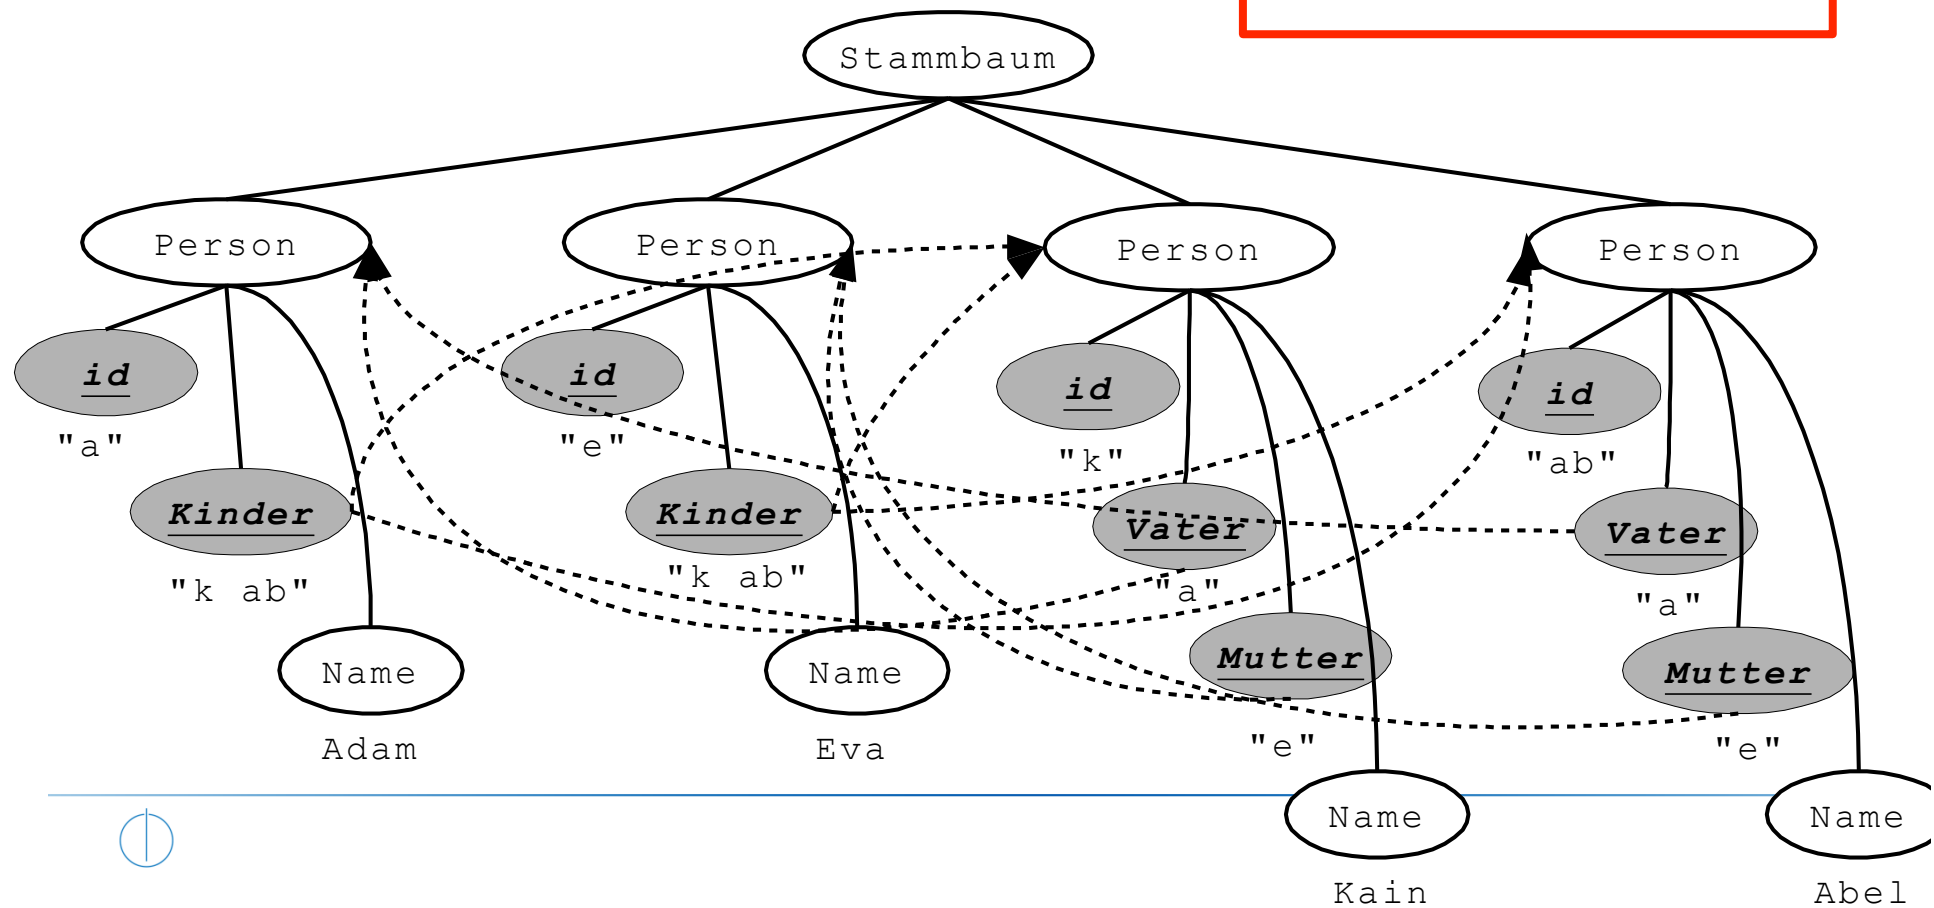 Stammbaum
Person Person Person Person
id id id id
"a" "e" "k" "ab"
Kinder Kinder Vater Vater
"k ab" "k ab" "a" "a"
Name Name Mutter Mutter
Adam Eva "e" "e"
Name Name
Kain Abel